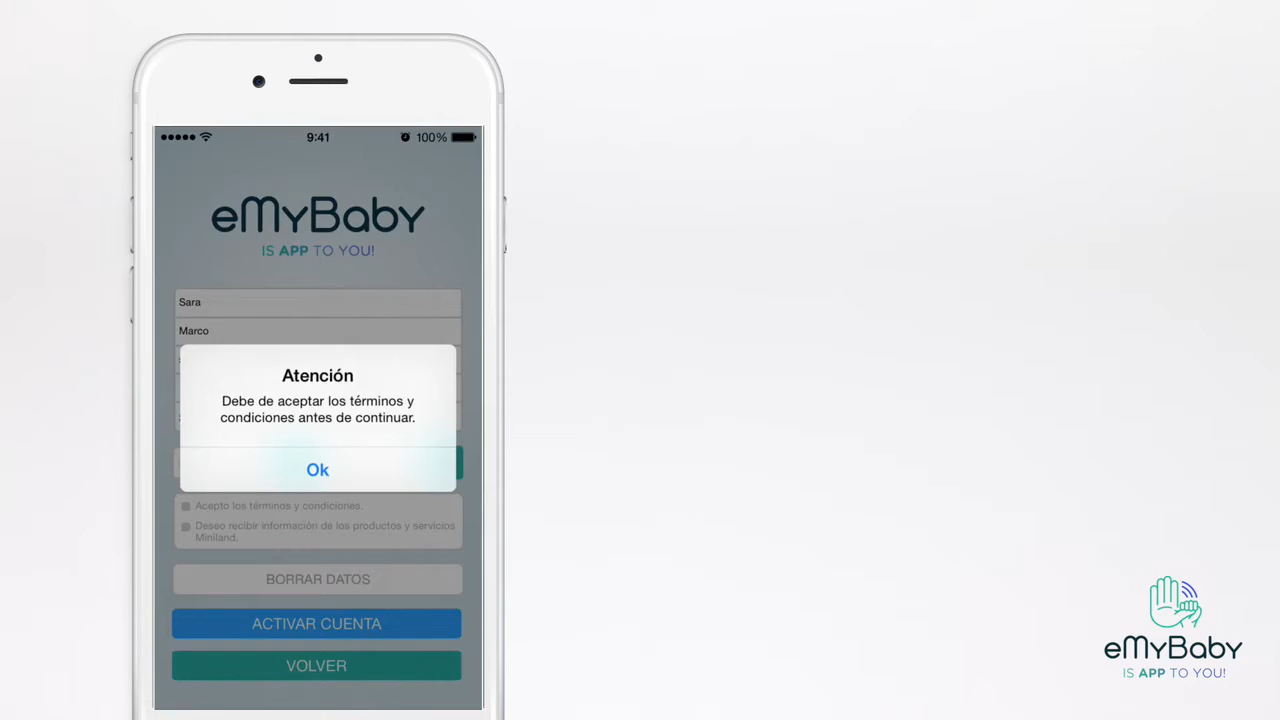 9:41
100%
eMyBaby
IS APP TO YOU!
Sara
Marco
Atención
Debe de aceptar los términos y
condiciones antes de continuar.
Ok
Acepto los términos y condiciones.
Deseo recibir información de los productos y servicios
Miniland.
BORRAR DATOS
ACTIVAR CUENTA
VOLVER
eMyBaby
IS APP TO YOU!